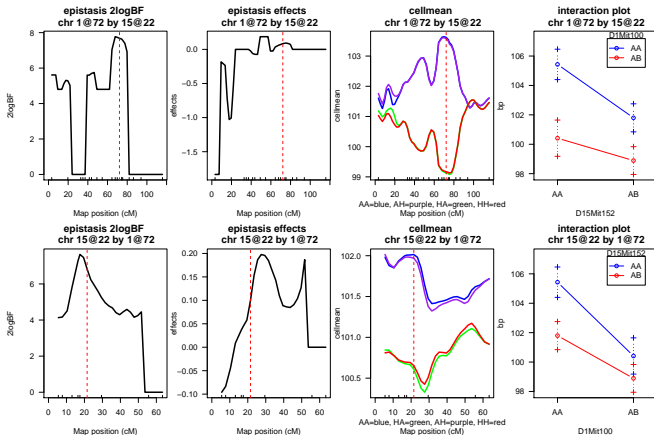 epistasis 2logBF
chr 1@72 by 15@22
2logBF
8
6
4
2
0
0 20 40 60 80 100
Map position (cM)
epistasis effects
chr 1@72 by 15@22
effects
0.0
−0.5
−1.0
−1.5
0 20 40 60 80 100
Map position (cM)
cellmean
chr 1@72 by 15@22
cellmean
103
102
101
100
0 20 40 60 80 100
Map position (cM)
AA=blue, AH=purple, HA=green, HH=red
interaction plot
chr 1@72 by 15@22
D1Mit100
AA
AB
bp
106
104
102
100
98
AA AB
D15Mit152
epistasis 2logBF
chr 15@22 by 1@72
2logBF
6
4
2
0
0 10 20 30 40 50 60
Map position (cM)
epistasis effects
chr 15@22 by 1@72
effects
0.20
0.15
0.10
0.05
0.00
−0.05
−0.10
0 10 20 30 40 50 60
Map position (cM)
cellmean
chr 15@22 by 1@72
cellmean
102.0
101.5
101.0
100.5
0 10 20 30 40 50 60
AA=blue, HA=green, AH=purple, HH=red
Map position (cM)
interaction plot
chr 15@22 by 1@72
D15Mit152
AA
AB
bp
106
104
102
100
98
AA AB
D1Mit100